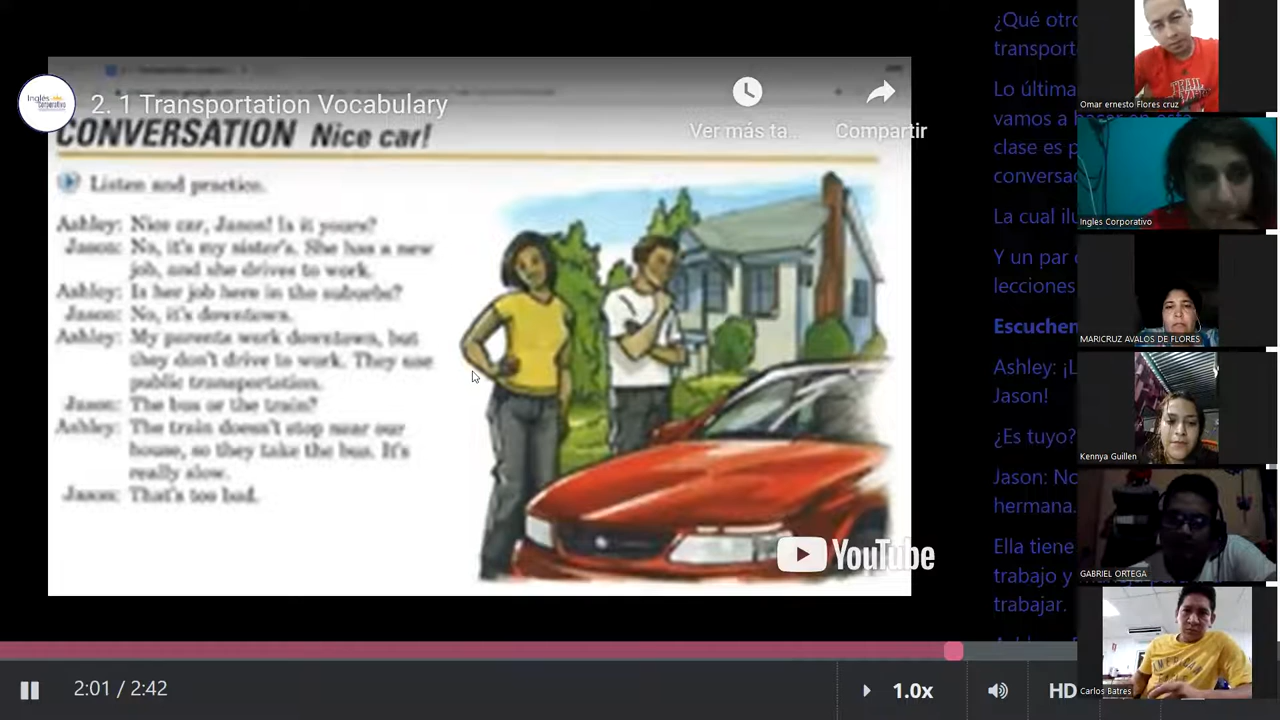 Inglés
Corporativo
2. 1 Transportation Vocabulary
Ver más ta...
Compartir
CONVERSATION Nice car!
Listen and practice.
Ashley: Nice car, Jason! Is it yours?
Jason: No, it's my sister's. She has a new
job, and she drives to work.
Ashley: Is her job here in the suburbs?
Jason: No, it's downtown.
Ashley: My parents work downtown, but
they don't drive to work. They use
public transportation.
Jason: The bus or the train?
Ashley: The train doesn't stop near our
house, so they take the bus. It's
really slow.
Jason: That's too bad.
YouTube
¿Qué otro
transport
Lo última
vamos a
clase es p
conversa
La cual ilu
Y un par
lecciones
Escuchen
Ashley: ¡L
Jason!
¿Es tuyo?
Jason: No
hermana.
Ella tiene
trabajo y
trabajar.
Omar ernesto Flores cruz
Inglés Corporativo
MARICRUZ AVALOS DE FLORES
Kennya Guillen
GABRIEL ORTEGA
AMERICAN
Carlos Batres
2:01 / 2:42
1.0x
HD